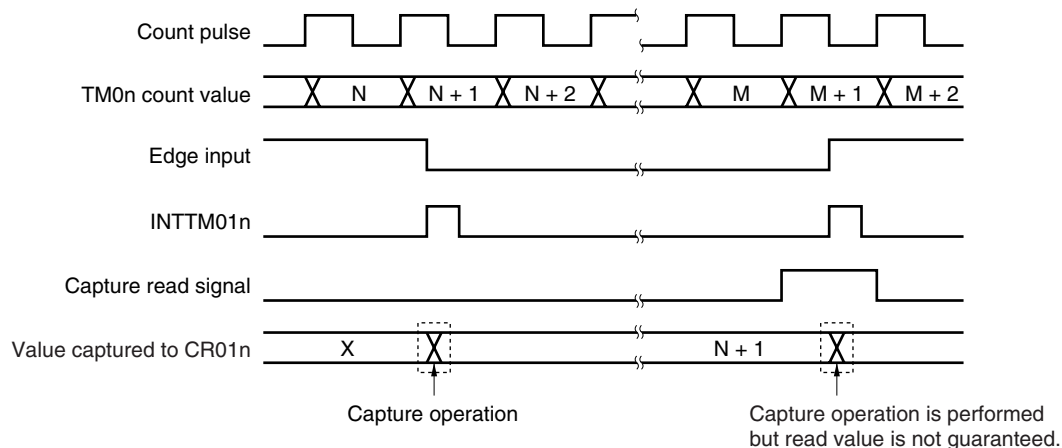 Count pulse
TM0n count value
N
N + 1
N + 2
M
M + 1
M + 2
Edge input
INTTM01n
Capture read signal
Value captured to CR01n
X
N + 1
Capture operation
Capture operation is performed
but read value is not guaranteed.